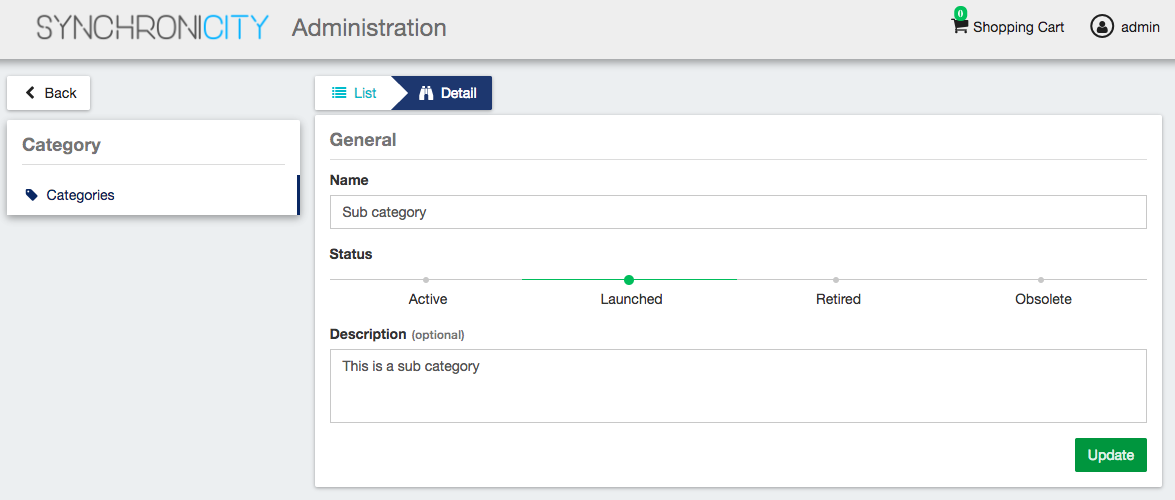 SYNCHRONICITY Administration 0 Shopping Cart admin
Back
List Detail
Category
Categories
General
Name
Sub category
Status
Active Launched Retired Obsolete
Description (optional)
This is a sub category
Update